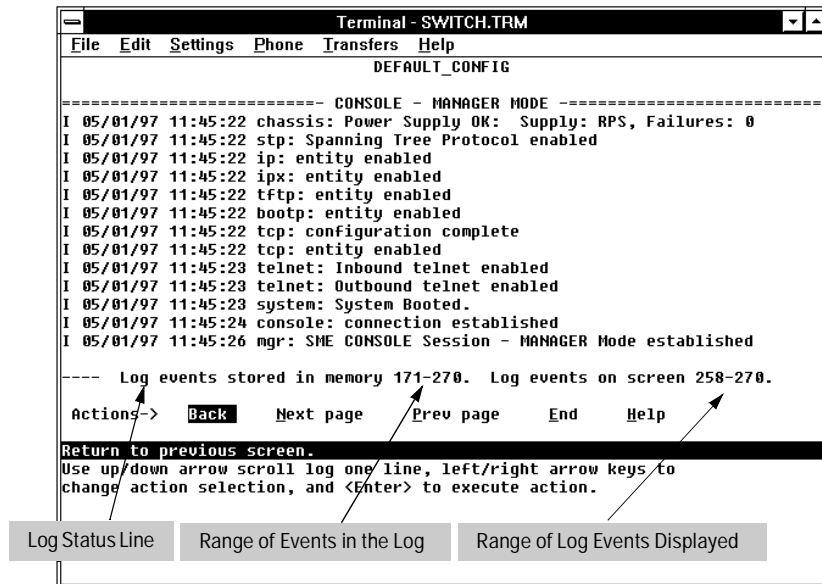 Terminal - SWITCH.TRM
File Edit Settings Phone Transfers Help
DEFAULT_CONFIG
==========================- CONSOLE - MANAGER MODE -==========================
I 05/01/97 11:45:22 chassis: Power Supply OK: Supply: RPS, Failures: 0
I 05/01/97 11:45:22 stp: Spanning Tree Protocol enabled
I 05/01/97 11:45:22 ip: entity enabled
I 05/01/97 11:45:22 ipx: entity enabled
I 05/01/97 11:45:22 tftp: entity enabled
I 05/01/97 11:45:22 bootp: entity enabled
I 05/01/97 11:45:22 tcp: configuration complete
I 05/01/97 11:45:22 tcp: entity enabled
I 05/01/97 11:45:23 telnet: Inbound telnet enabled
I 05/01/97 11:45:23 telnet: Outbound telnet enabled
I 05/01/97 11:45:23 system: System Booted.
I 05/01/97 11:45:24 console: connection established
I 05/01/97 11:45:26 mgr: SME CONSOLE Session - MANAGER Mode established
---- Log events stored in memory 171-270. Log events on screen 258-270.
Actions-> Back Next page Prev page End Help
Return to previous screen.
Use up/down arrow scroll log one line, left/right arrow keys to
change action selection, and <Enter> to execute action.
Log Status Line Range of Events in the Log Range of Log Events Displayed